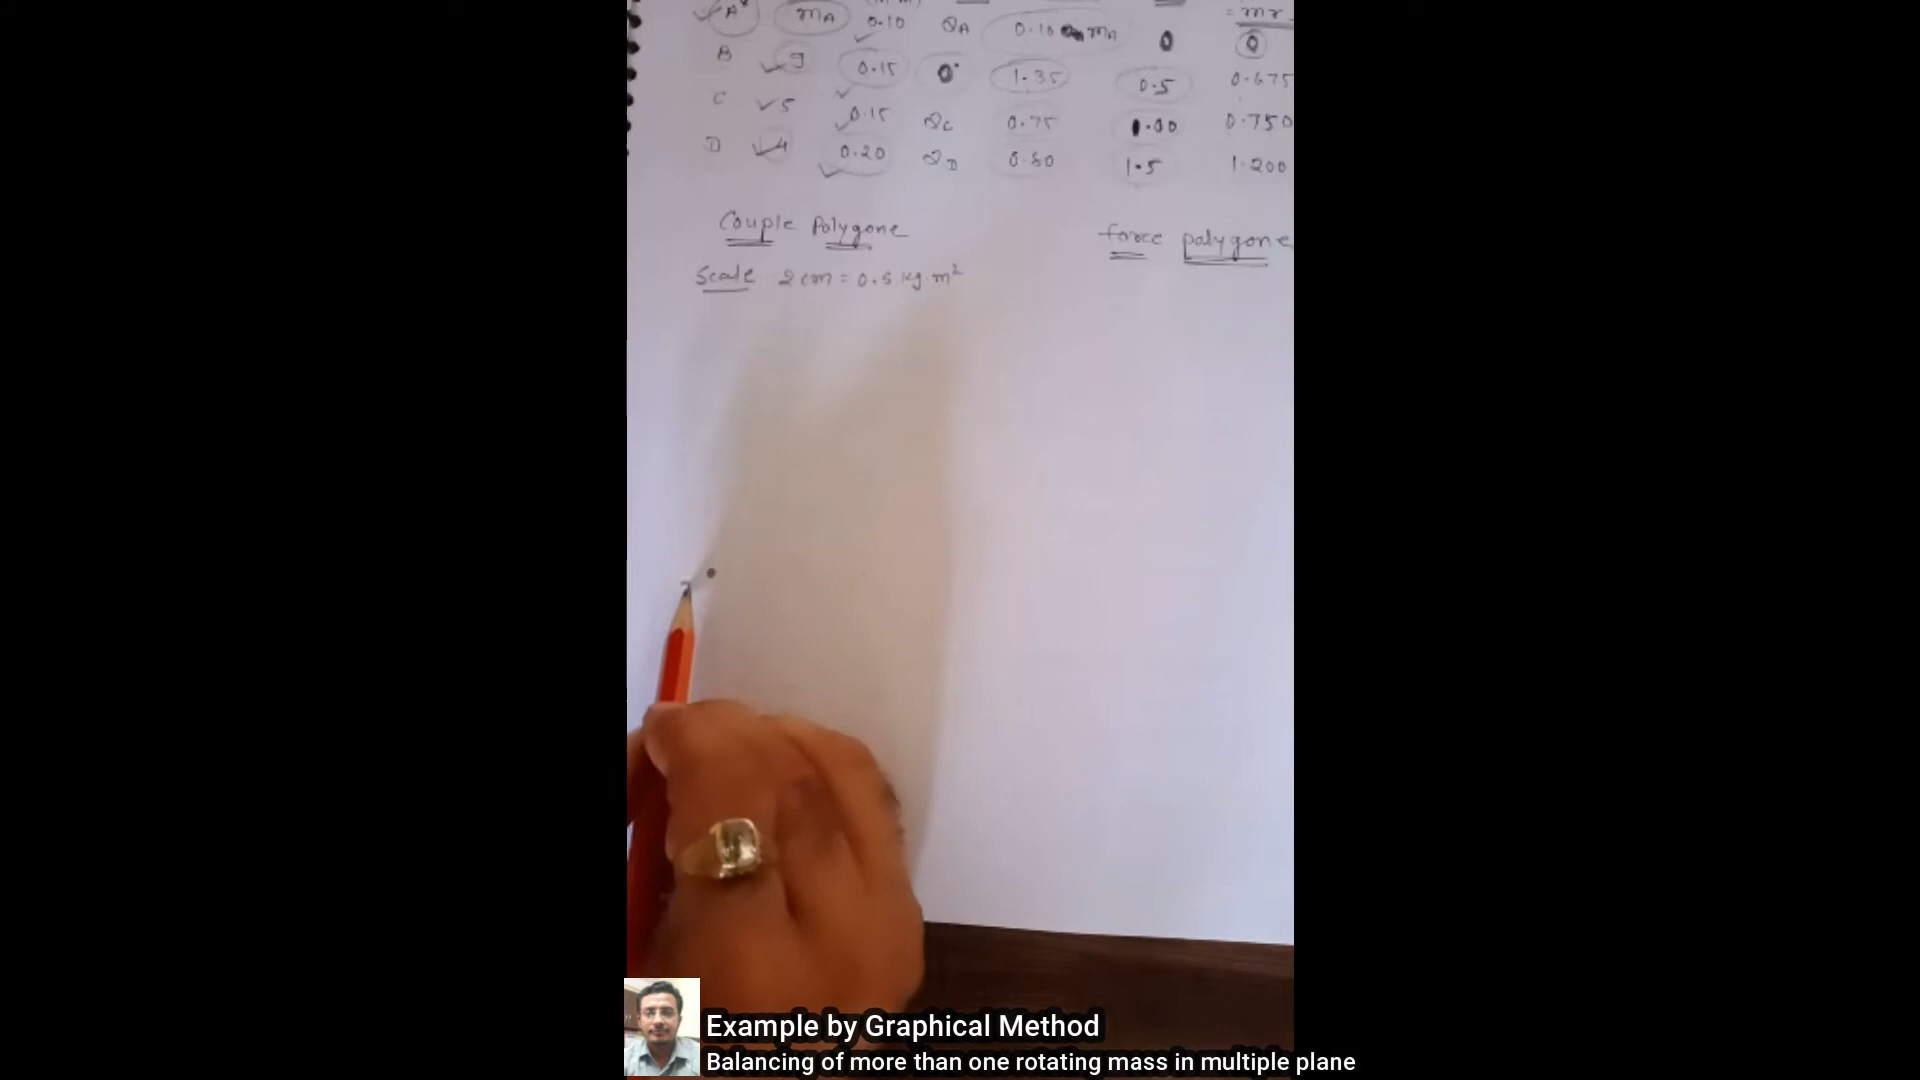 A* mA 0.10 θA 0.10 mA 0 = mr
0
B 9 0.15 0° 1.35 0.5 0.675
C 5 0.15 θc 0.75 1.00 0.750
D 4 0.20 θD 0.80 1.5 1.200
Couple Polygone
force polygone
Scale 2 cm = 0.5 kg.m²
Example by Graphical Method
Balancing of more than one rotating mass in multiple plane